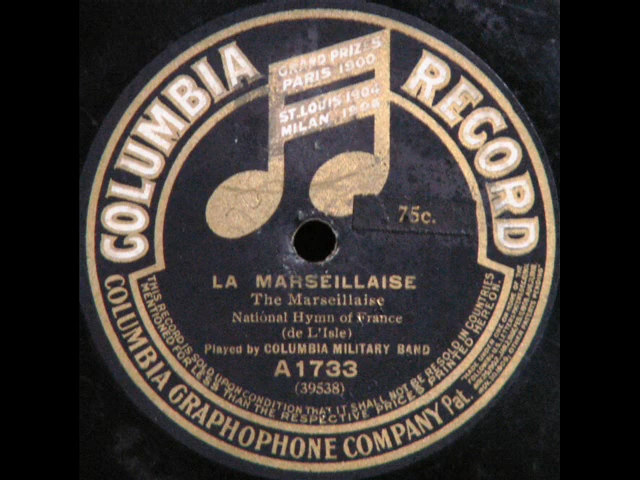 COLUMBIA RECORD
GRAND PRIZES
PARIS 1900
ST. LOUIS 1904
MILAN 1906
75c.
LA MARSEILLAISE
The Marseillaise
National Hymn of France
(de L'Isle)
Played by COLUMBIA MILITARY BAND
A1733
(39538)
THIS RECORD IS SOLD UPON CONDITION THAT IT SHALL NOT BE RESOLD IN COUNTRIES
MENTIONED FOR LESS THAN THE RESPECTIVE PRICES PRINTED HEREON.
COLUMBIA GRAPHOPHONE COMPANY Pat.